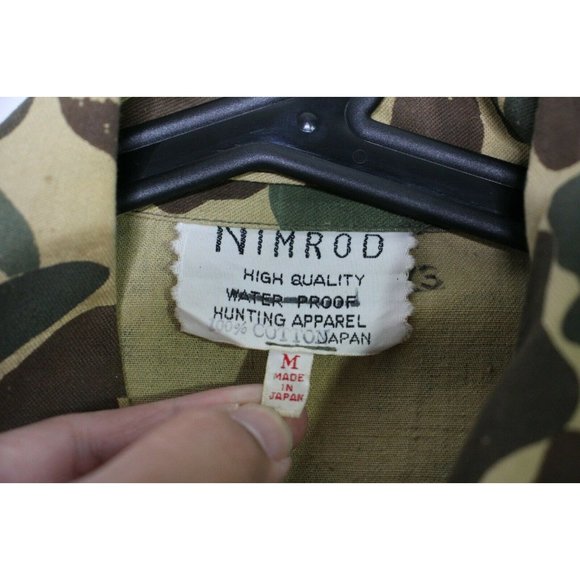 NIMROD
HIGH QUALITY
WATER-PROOF
HUNTING APPAREL
100% COTTON JAPAN
M
MADE
IN
JAPAN